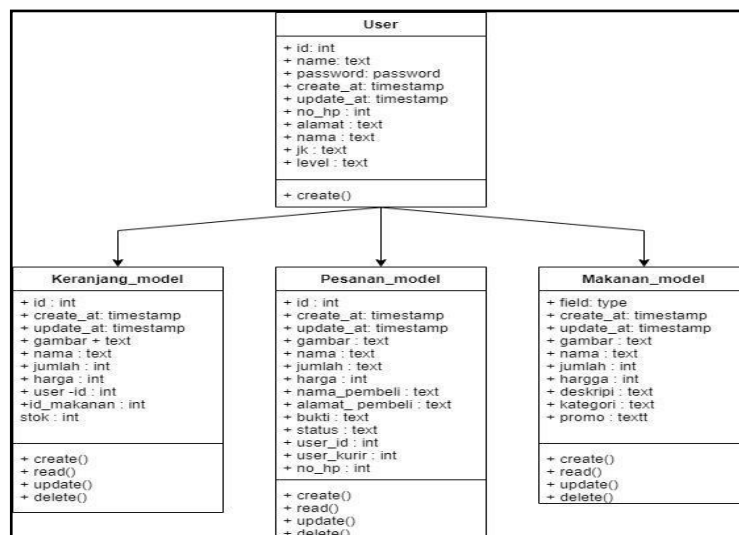 User
+ id: int
+ name: text
+ password: password
+ create_at: timestamp
+ update_at: timestamp
+ no_hp : int
+ alamat : text
+ nama : text
+ jk : text
+ level : text
+ create()
Keranjang_model
+ id : int
+ create_at: timestamp
+ update_at: timestamp
+ gambar + text
+ nama : text
+ jumlah : int
+ harga : int
+ user -id : int
+id_makanan : int
stok : int
+ create()
+ read()
+ update()
+ delete()
Pesanan_model
+ id : int
+ create_at: timestamp
+ update_at: timestamp
+ gambar : text
+ nama : text
+ jumlah : text
+ harga : int
+ nama_pembeli : text
+ alamat_ pembeli : text
+ bukti : text
+ status : text
+ user_id : int
+ user_kurir : int
+ no_hp : int
+ create()
+ read()
+ update()
+ delete()
Makanan_model
+ field: type
+ create_at: timestamp
+ update_at: timestamp
+ gambar : text
+ nama : text
+ jumlah : int
+ hargga : int
+ deskripi : text
+ kategori : text
+ promo : textt
+ create()
+ read()
+ update()
+ delete()